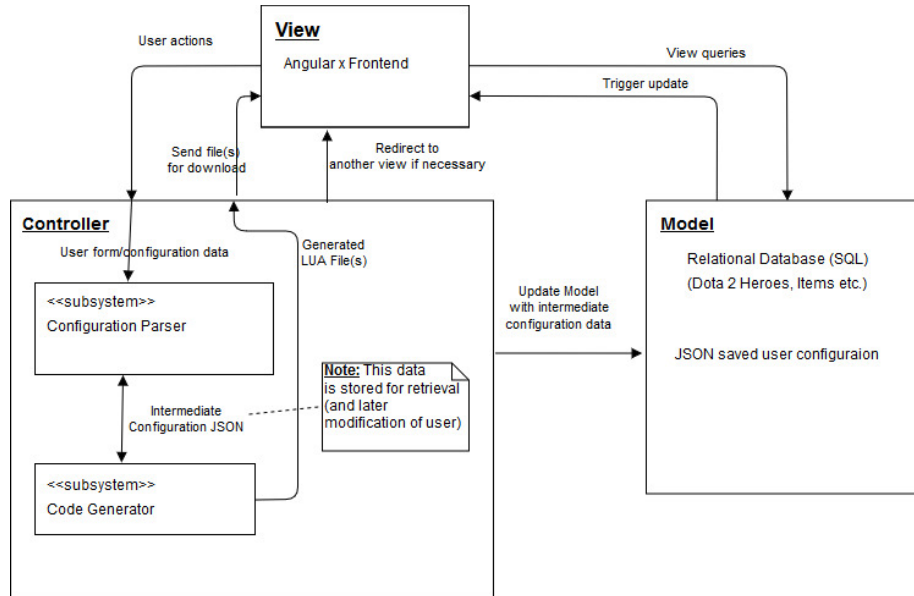 View
Angular x Frontend
User actions
View queries
Trigger update
Send file(s)
for download
Redirect to
another view if necessary
Controller
User form/configuration data
Generated
LUA File(s)
<<subsystem>>
Configuration Parser
Intermediate
Configuration JSON
Note: This data
is stored for retrieval
(and later
modification of user)
<<subsystem>>
Code Generator
Update Model
with intermediate
configuration data
Model
Relational Database (SQL)
(Dota 2 Heroes, Items etc.)
JSON saved user configuraion